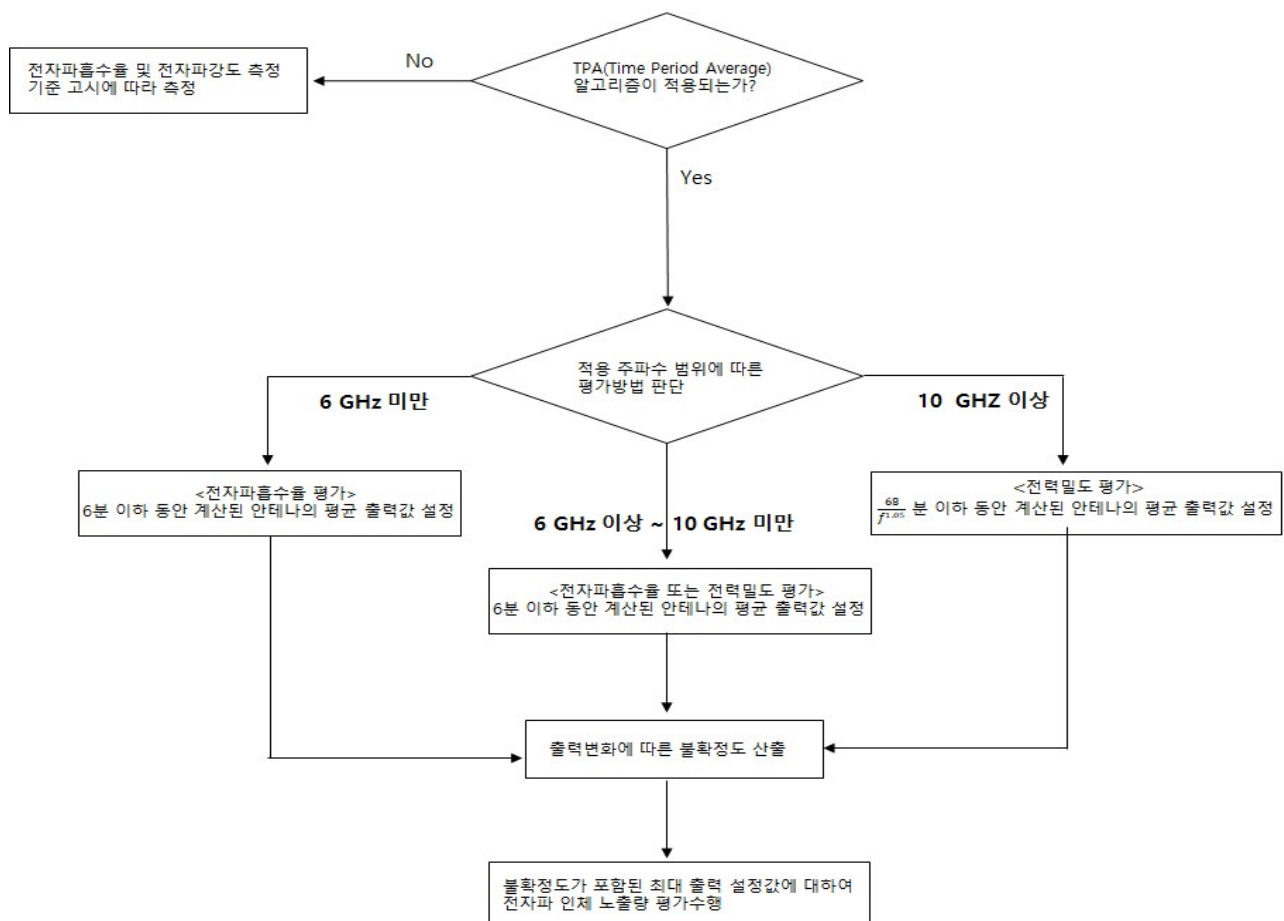 TPA(Time Period Average)
알고리즘이 적용되는가?
No
전자파흡수율 및 전자파강도 측정
기준 고시에 따라 측정
Yes
적용 주파수 범위에 따른
평가방법 판단
6 GHz 미만
10 GHZ 이상
<전자파흡수율 평가>
6분 이하 동안 계산된 안테나의 평균 출력값 설정
<전력밀도 평가>
68/f^1.05 분 이하 동안 계산된 안테나의 평균 출력값 설정
6 GHz 이상 ~ 10 GHz 미만
<전자파흡수율 또는 전력밀도 평가>
6분 이하 동안 계산된 안테나의 평균 출력값 설정
출력변화에 따른 불확정도 산출
불확정도가 포함된 최대 출력 설정값에 대하여
전자파 인체 노출량 평가수행